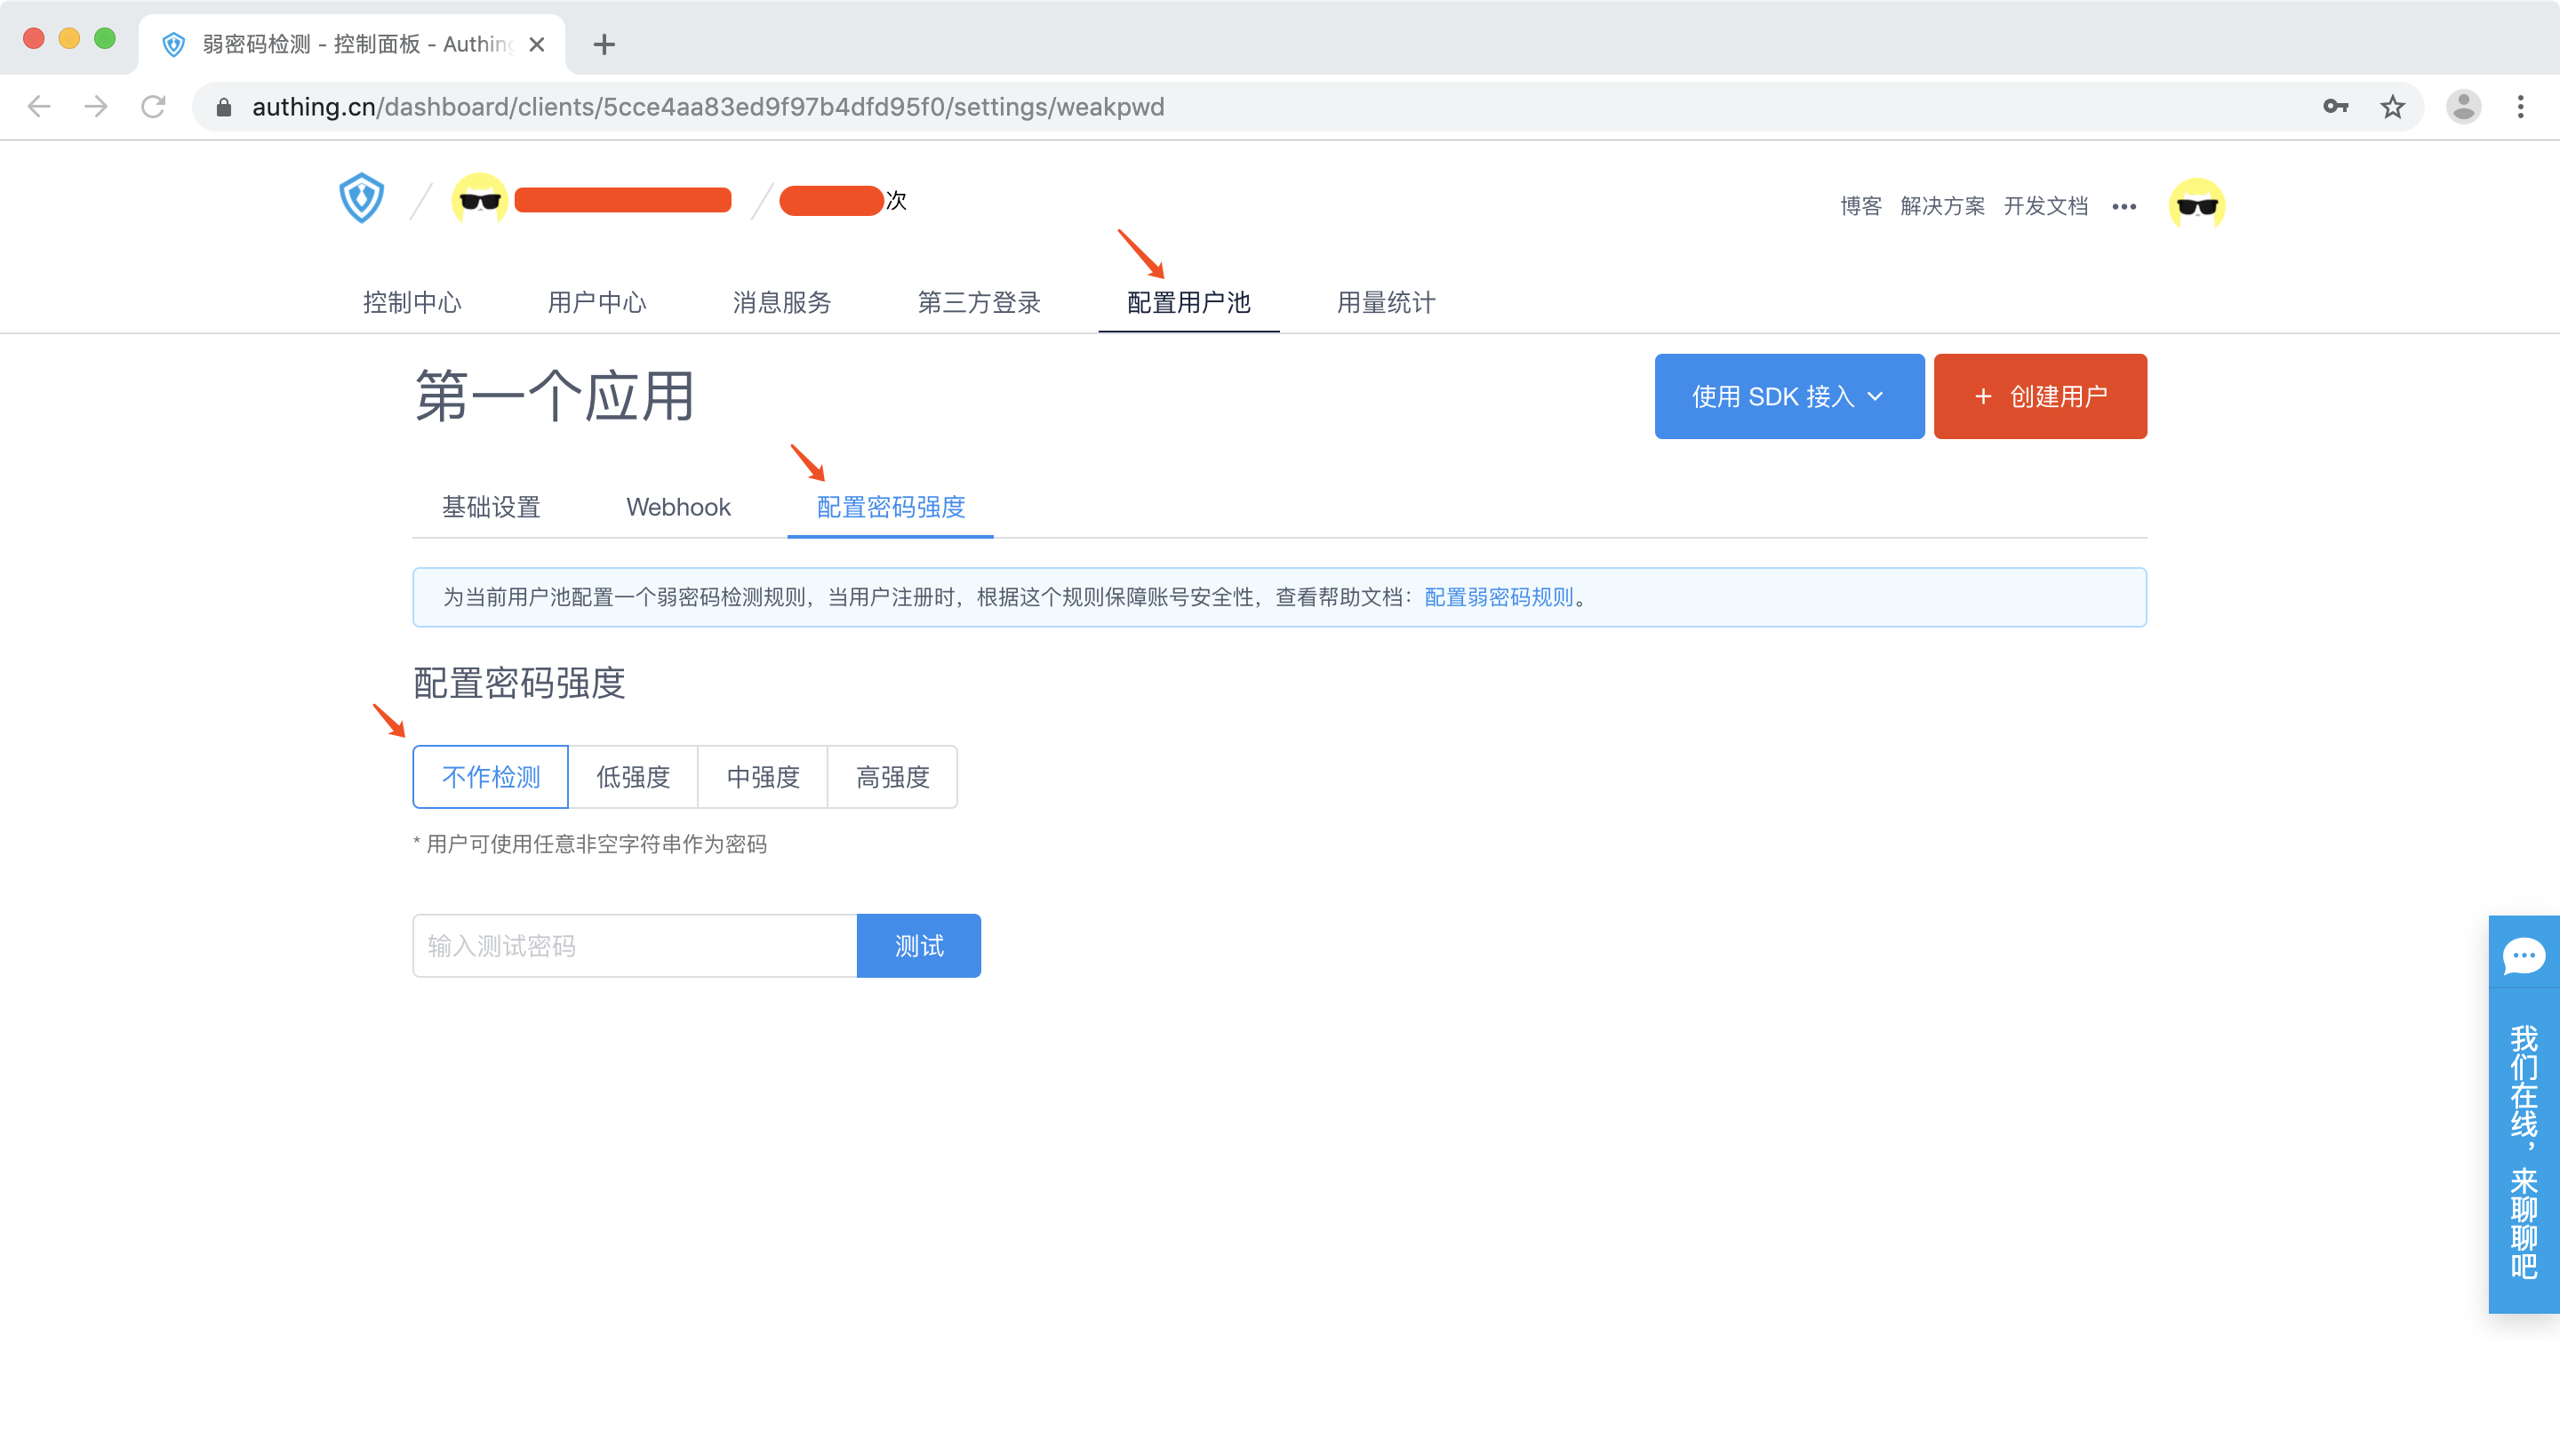 弱密码检测 - 控制面板 - Authing
authing.cn/dashboard/clients/5cce4aa83ed9f97b4dfd95f0/settings/weakpwd
次
博客 解决方案 开发文档
控制中心 用户中心 消息服务 第三方登录 配置用户池 用量统计
第一个应用
使用 SDK 接入
+ 创建用户
基础设置 Webhook 配置密码强度
为当前用户池配置一个弱密码检测规则，当用户注册时，根据这个规则保障账号安全性，查看帮助文档：配置弱密码规则。
配置密码强度
不作检测 低强度 中强度 高强度
* 用户可使用任意非空字符串作为密码
输入测试密码 测试
我们在线，来聊聊吧